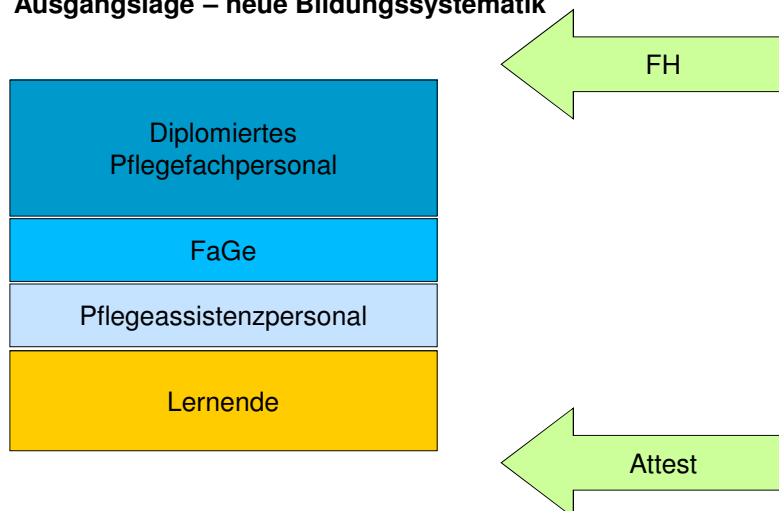 Ausgangslage – neue Bildungssystematik
FH
Diplomiertes
Pflegefachpersonal
FaGe
Pflegeassistenzpersonal
Lernende
Attest